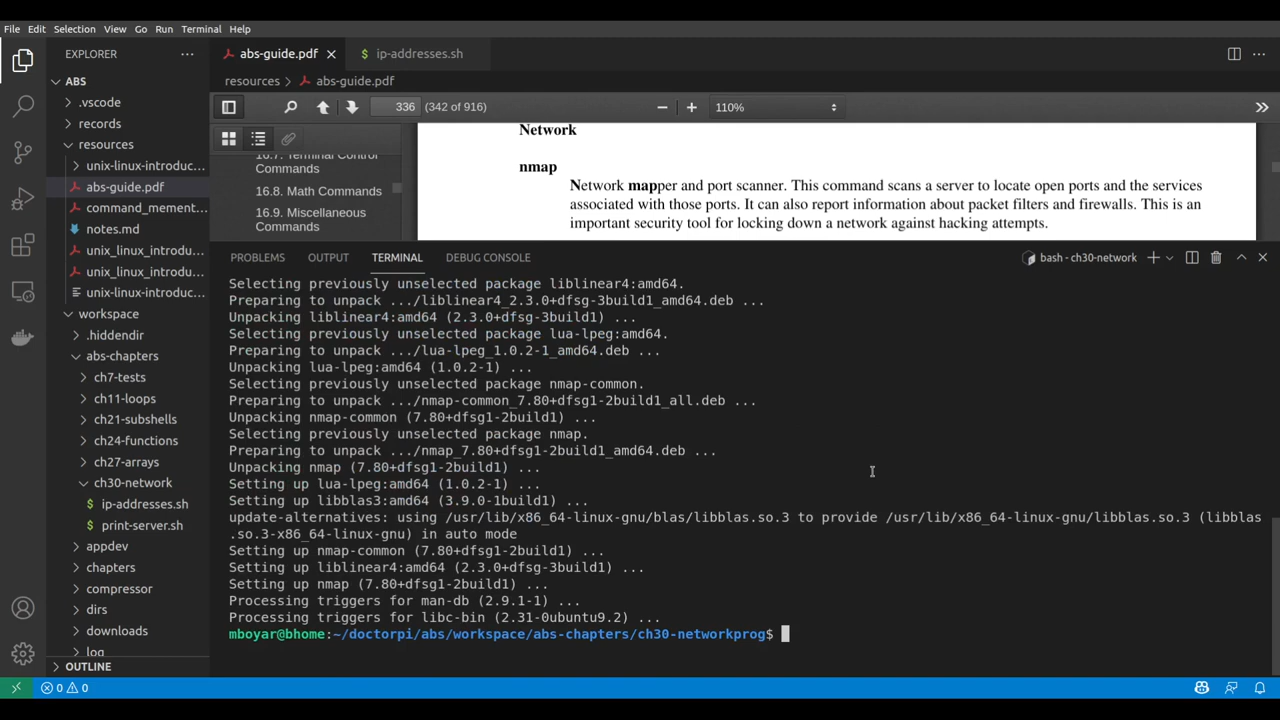 File Edit Selection View Go Run Terminal Help
EXPLORER
ABS
.vscode
records
resources
unix-linux-introduc...
abs-guide.pdf
command_mement...
notes.md
unix_linux_introdu...
unix_linux_introdu...
unix-linux-introduc...
workspace
.hiddendir
abs-chapters
ch7-tests
ch11-loops
ch21-subshells
ch24-functions
ch27-arrays
ch30-network
ip-addresses.sh
print-server.sh
appdev
chapters
compressor
dirs
downloads
log
OUTLINE
abs-guide.pdf ip-addresses.sh
resources > abs-guide.pdf
336 (342 of 916) 110%
16.7. Terminal Control
Commands
16.8. Math Commands
16.9. Miscellaneous
Commands
Network
nmap
Network mapper and port scanner. This command scans a server to locate open ports and the services
associated with those ports. It can also report information about packet filters and firewalls. This is an
important security tool for locking down a network against hacking attempts.
PROBLEMS OUTPUT TERMINAL DEBUG CONSOLE
bash - ch30-network
Selecting previously unselected package liblinear4:amd64.
Preparing to unpack .../liblinear4_2.3.0+dfsg-3build1_amd64.deb ...
Unpacking liblinear4:amd64 (2.3.0+dfsg-3build1) ...
Selecting previously unselected package lua-lpeg:amd64.
Preparing to unpack .../lua-lpeg_1.0.2-1_amd64.deb ...
Unpacking lua-lpeg:amd64 (1.0.2-1) ...
Selecting previously unselected package nmap-common.
Preparing to unpack .../nmap-common_7.80+dfsg1-2build1_all.deb ...
Unpacking nmap-common (7.80+dfsg1-2build1) ...
Selecting previously unselected package nmap.
Preparing to unpack .../nmap_7.80+dfsg1-2build1_amd64.deb ...
Unpacking nmap (7.80+dfsg1-2build1) ...
Setting up lua-lpeg:amd64 (1.0.2-1) ...
Setting up libblas3:amd64 (3.9.0-1build1) ...
update-alternatives: using /usr/lib/x86_64-linux-gnu/blas/libblas.so.3 to provide /usr/lib/x86_64-linux-gnu/libblas.so.3 (libblas
.so.3-x86_64-linux-gnu) in auto mode
Setting up nmap-common (7.80+dfsg1-2build1) ...
Setting up liblinear4:amd64 (2.3.0+dfsg-3build1) ...
Setting up nmap (7.80+dfsg1-2build1) ...
Processing triggers for man-db (2.9.1-1) ...
Processing triggers for libc-bin (2.31-0ubuntu9.2) ...
mboyar@bhome:~/doctorpi/abs/workspace/abs-chapters/ch30-networkprog$
0 0